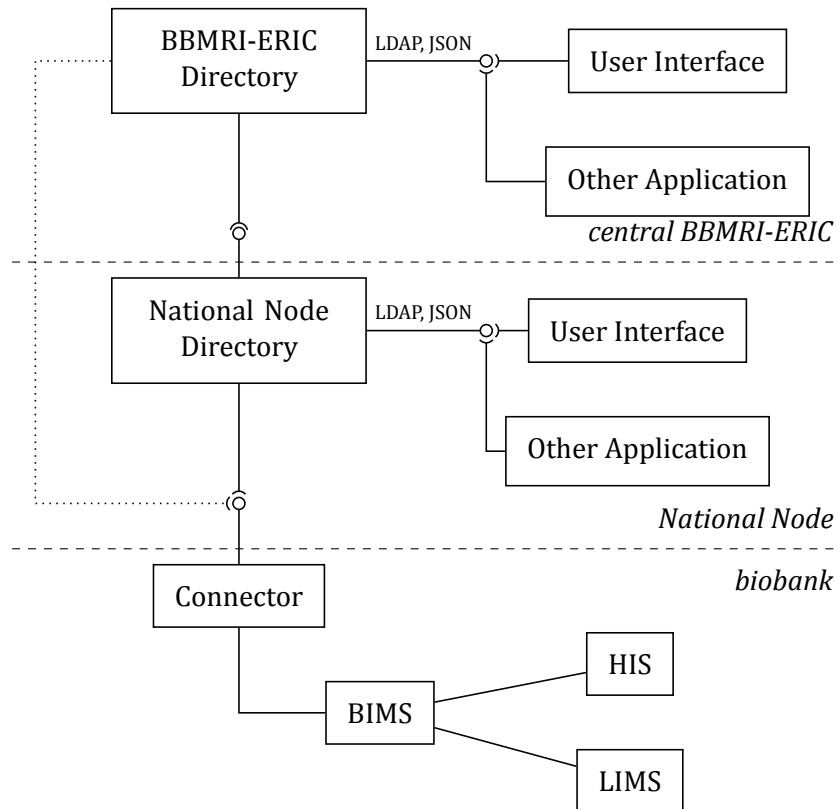 BBMRI-ERIC
Directory
LDAP, JSON
User Interface
Other Application
central BBMRI-ERIC
National Node
Directory
LDAP, JSON
User Interface
Other Application
National Node
biobank
Connector
HIS
BIMS
LIMS